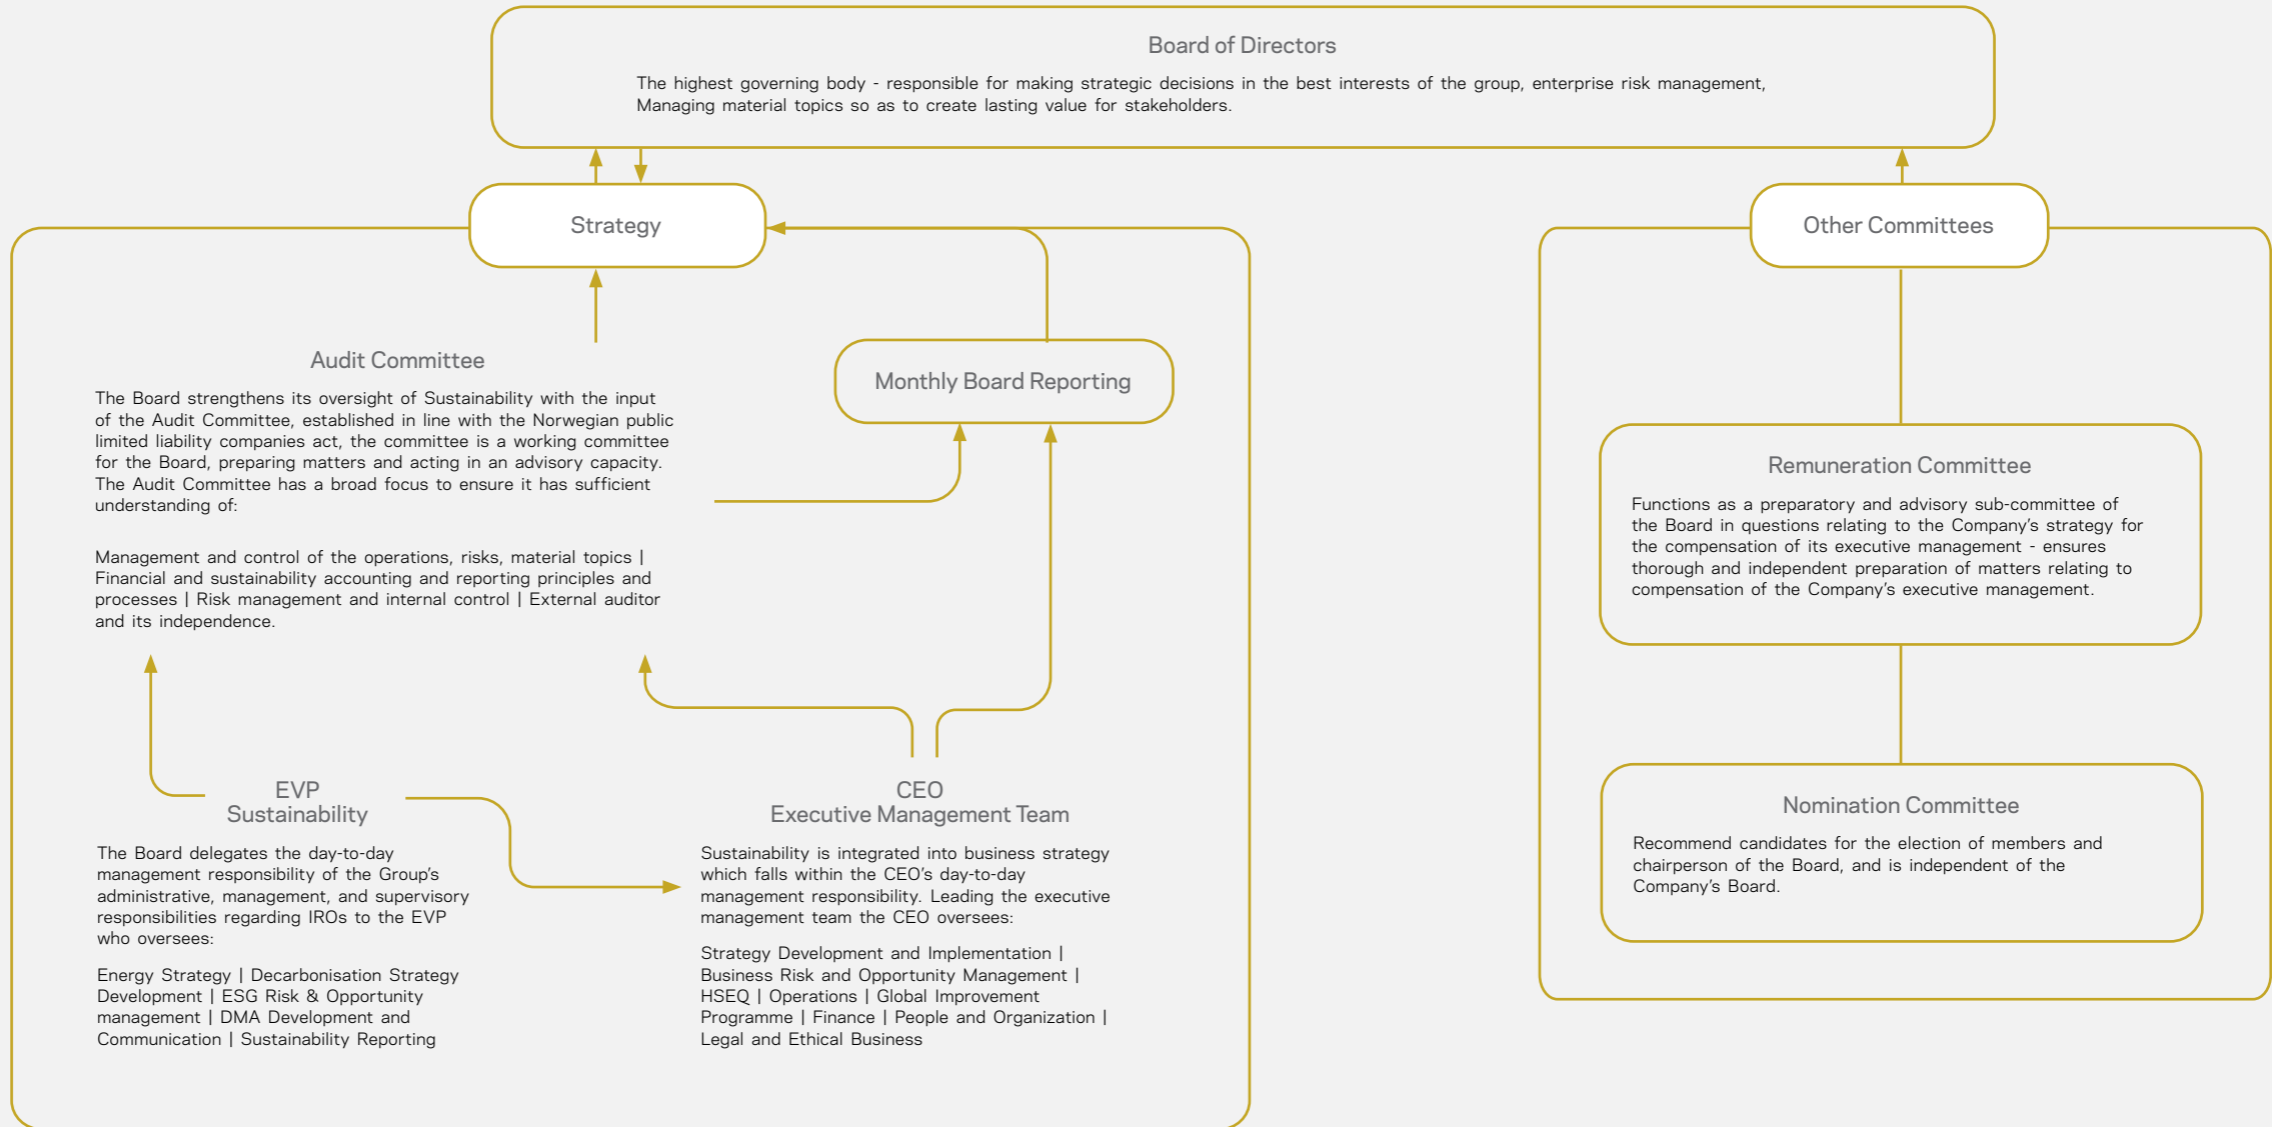 Board of Directors
The highest governing body - responsible for making strategic decisions in the best interests of the group, enterprise risk management,
Managing material topics so as to create lasting value for stakeholders.
Strategy
Other Committees
Audit Committee
The Board strengthens its oversight of Sustainability with the input
of the Audit Committee, established in line with the Norwegian public
limited liability companies act, the committee is a working committee
for the Board, preparing matters and acting in an advisory capacity.
The Audit Committee has a broad focus to ensure it has sufficient
understanding of:
Management and control of the operations, risks, material topics |
Financial and sustainability accounting and reporting principles and
processes | Risk management and internal control | External auditor
and its independence.
Monthly Board Reporting
EVP
Sustainability
The Board delegates the day-to-day
management responsibility of the Group's
administrative, management, and supervisory
responsibilities regarding IROs to the EVP
who oversees:
Energy Strategy | Decarbonisation Strategy
Development | ESG Risk & Opportunity
management | DMA Development and
Communication | Sustainability Reporting
CEO
Executive Management Team
Sustainability is integrated into business strategy
which falls within the CEO's day-to-day
management responsibility. Leading the executive
management team the CEO oversees:
Strategy Development and Implementation |
Business Risk and Opportunity Management |
HSEQ | Operations | Global Improvement
Programme | Finance | People and Organization |
Legal and Ethical Business
Remuneration Committee
Functions as a preparatory and advisory sub-committee of
the Board in questions relating to the Company's strategy for
the compensation of its executive management - ensures
thorough and independent preparation of matters relating to
compensation of the Company's executive management.
Nomination Committee
Recommend candidates for the election of members and
chairperson of the Board, and is independent of the
Company's Board.